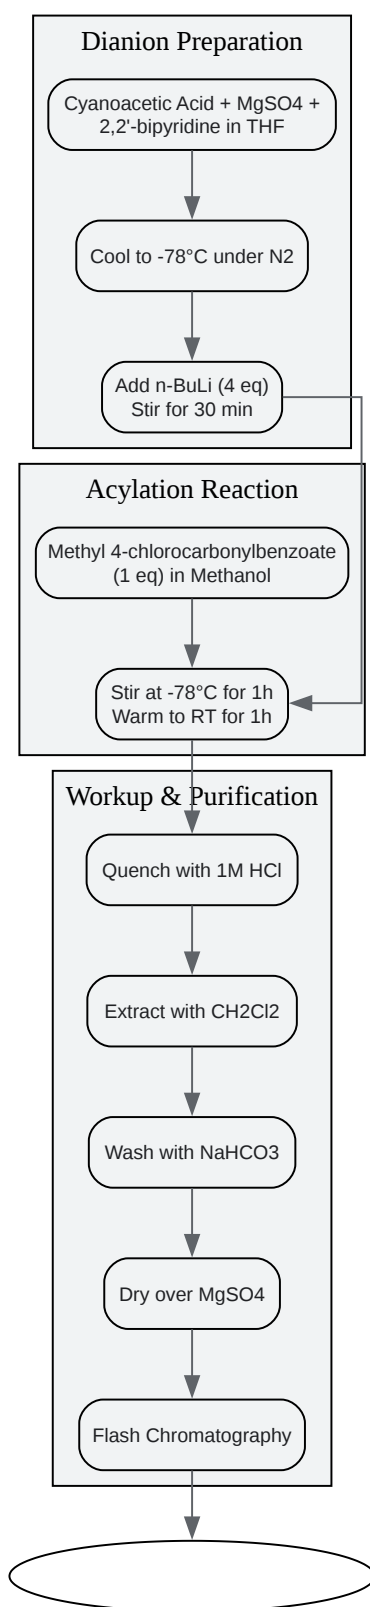 Dianion Preparation
Cyanoacetic Acid + MgSO4 +
2,2'-bipyridine in THF
Cool to -78°C under N2
Add n-BuLi (4 eq)
Stir for 30 min
Acylation Reaction
Methyl 4-chlorocarbonylbenzoate
(1 eq) in Methanol
Stir at -78°C for 1h
Warm to RT for 1h
Workup & Purification
Quench with 1M HCl
Extract with CH2Cl2
Wash with NaHCO3
Dry over MgSO4
Flash Chromatography